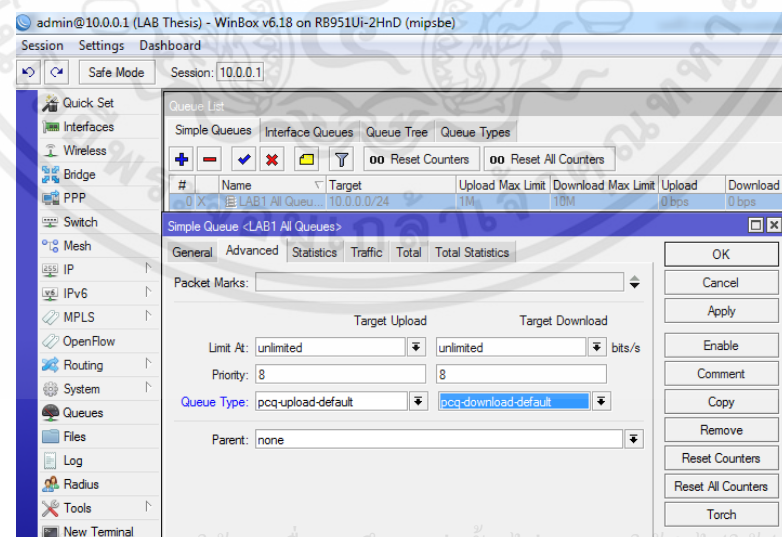 admin@10.0.0.1 (LAB Thesis) - WinBox v6.18 on RB951Ui-2HnD (mipsbe)
Session Settings Dashboard
Safe Mode Session: 10.0.0.1
Quick Set
Interfaces
Wireless
Bridge
PPP
Switch
Mesh
IP
IPv6
MPLS
OpenFlow
Routing
System
Queues
Files
Log
Radius
Tools
New Terminal
Queue List
Simple Queues Interface Queues Queue Tree Queue Types
00 Reset Counters 00 Reset All Counters
# Name Target Upload Max Limit Download Max Limit Upload Download
0 X LAB1 All Queu... 10.0.0.0/24 1M 10M 0 bps 0 bps
Simple Queue <LAB1 All Queues>
General Advanced Statistics Traffic Total Total Statistics
Packet Marks:
Target Upload Target Download
Limit At: unlimited unlimited bits/s
Priority: 8 8
Queue Type: pcq-upload-default pcq-download-default
Parent: none
OK
Cancel
Apply
Enable
Comment
Copy
Remove
Reset Counters
Reset All Counters
Torch